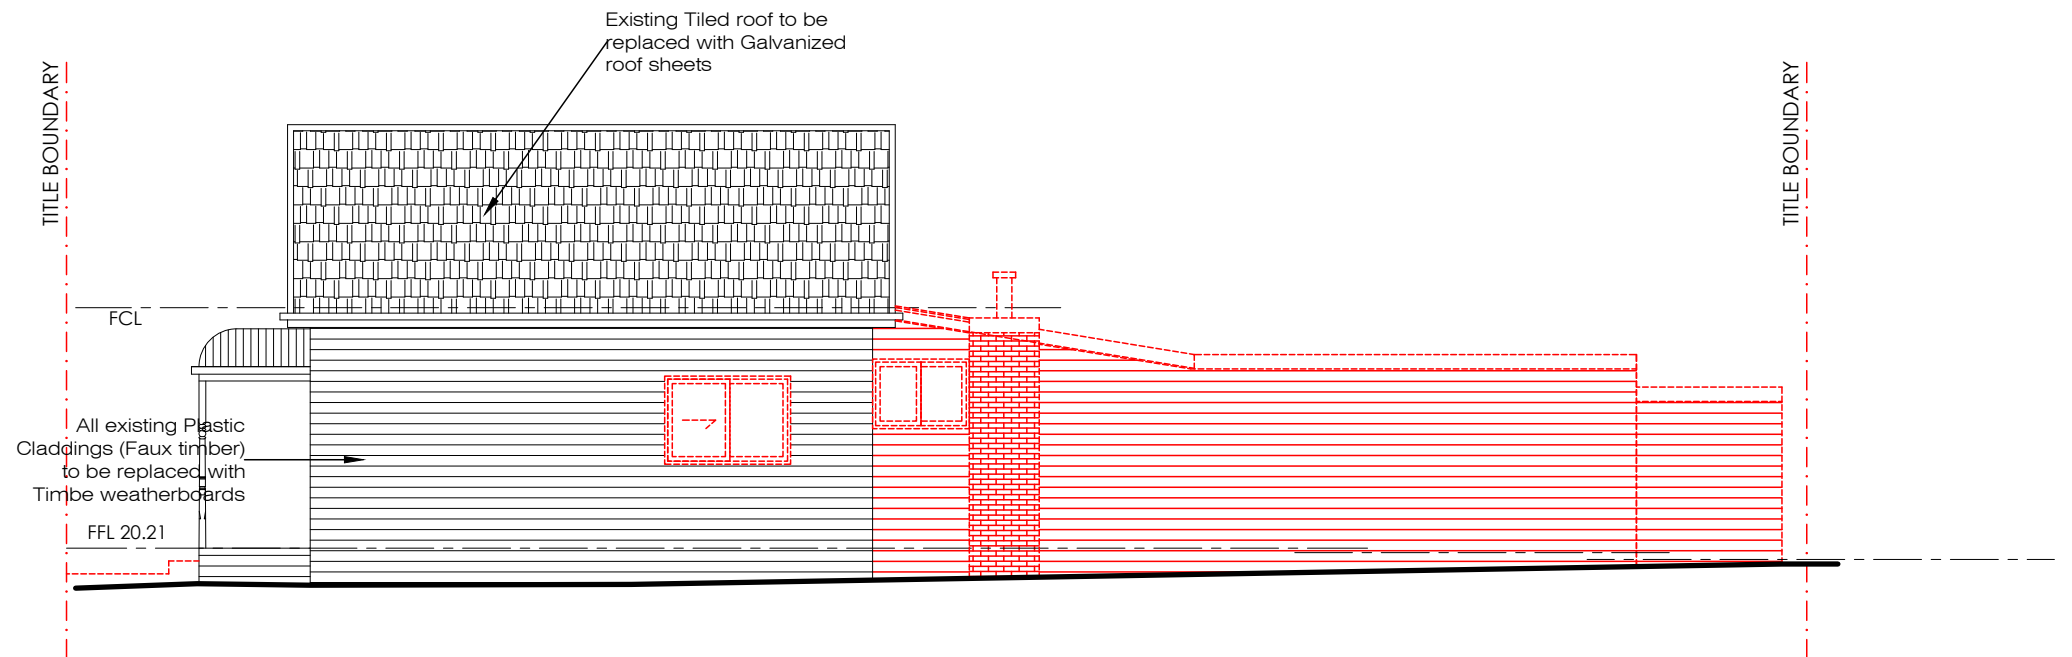 Existing Tiled roof to be
replaced with Galvanized
roof sheets
TITLE BOUNDARY
TITLE BOUNDARY
FCL
All existing Plastic
Claddings (Faux timber)
to be replaced with
Timbe weatherboards
FFL 20.21